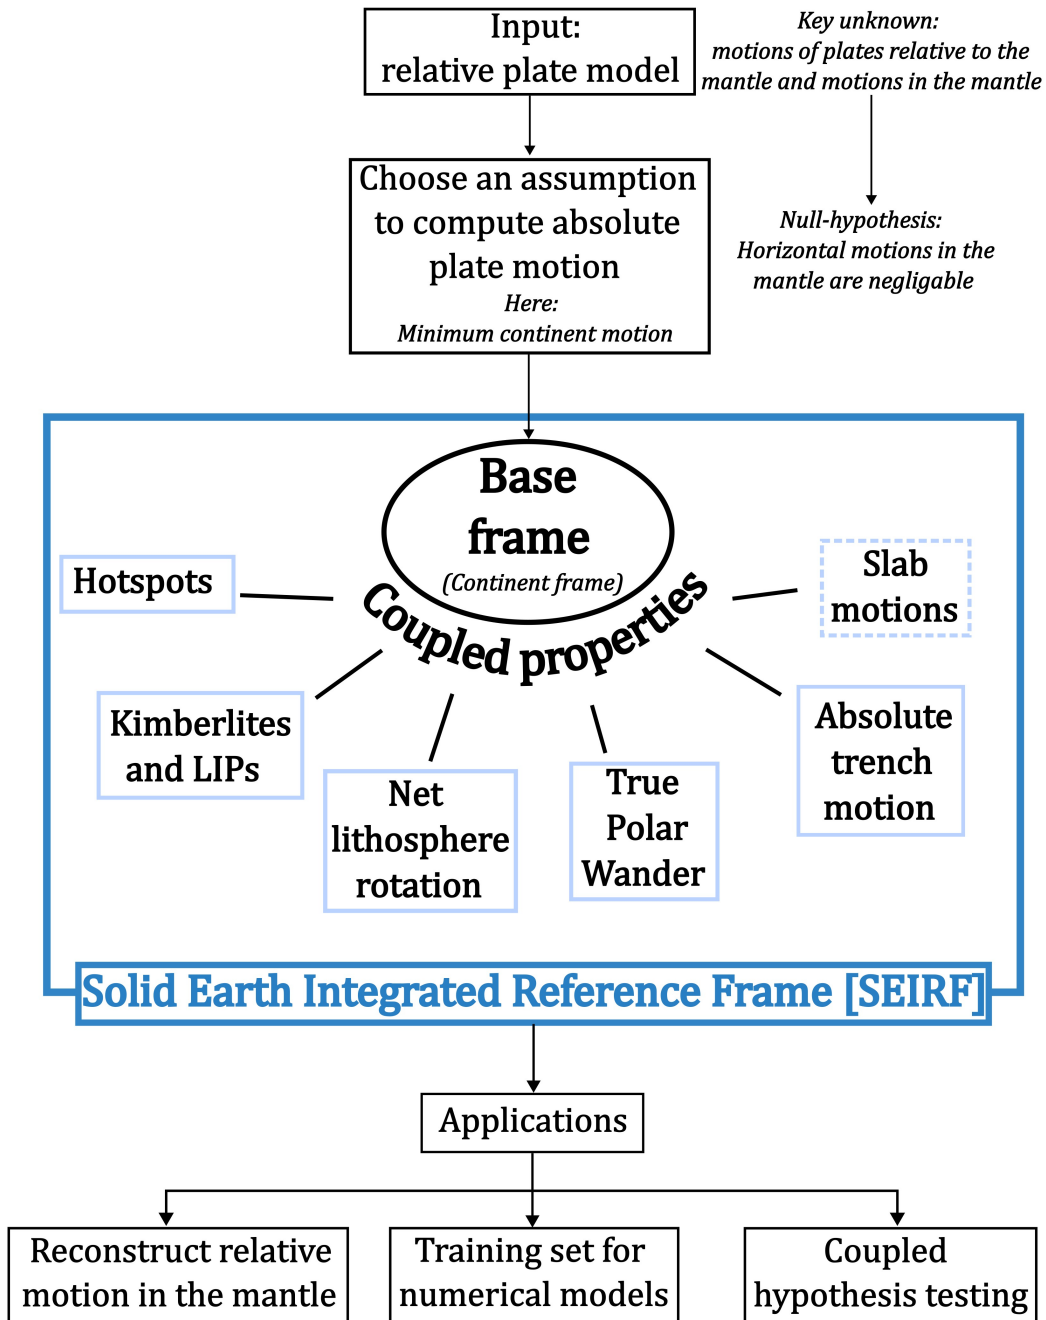 Input:
relative plate model
Key unknown:
motions of plates relative to the
mantle and motions in the mantle
Choose an assumption
to compute absolute
plate motion
Here:
Minimum continent motion
Null-hypothesis:
Horizontal motions in the
mantle are negligable
Base
frame
(Continent frame)
Coupled properties
Hotspots
Kimberlites
and LIPs
Net
lithosphere
rotation
True
Polar
Wander
Absolute
trench
motion
Slab
motions
Solid Earth Integrated Reference Frame [SEIRF]
Applications
Reconstruct relative
motion in the mantle
Training set for
numerical models
Coupled
hypothesis testing